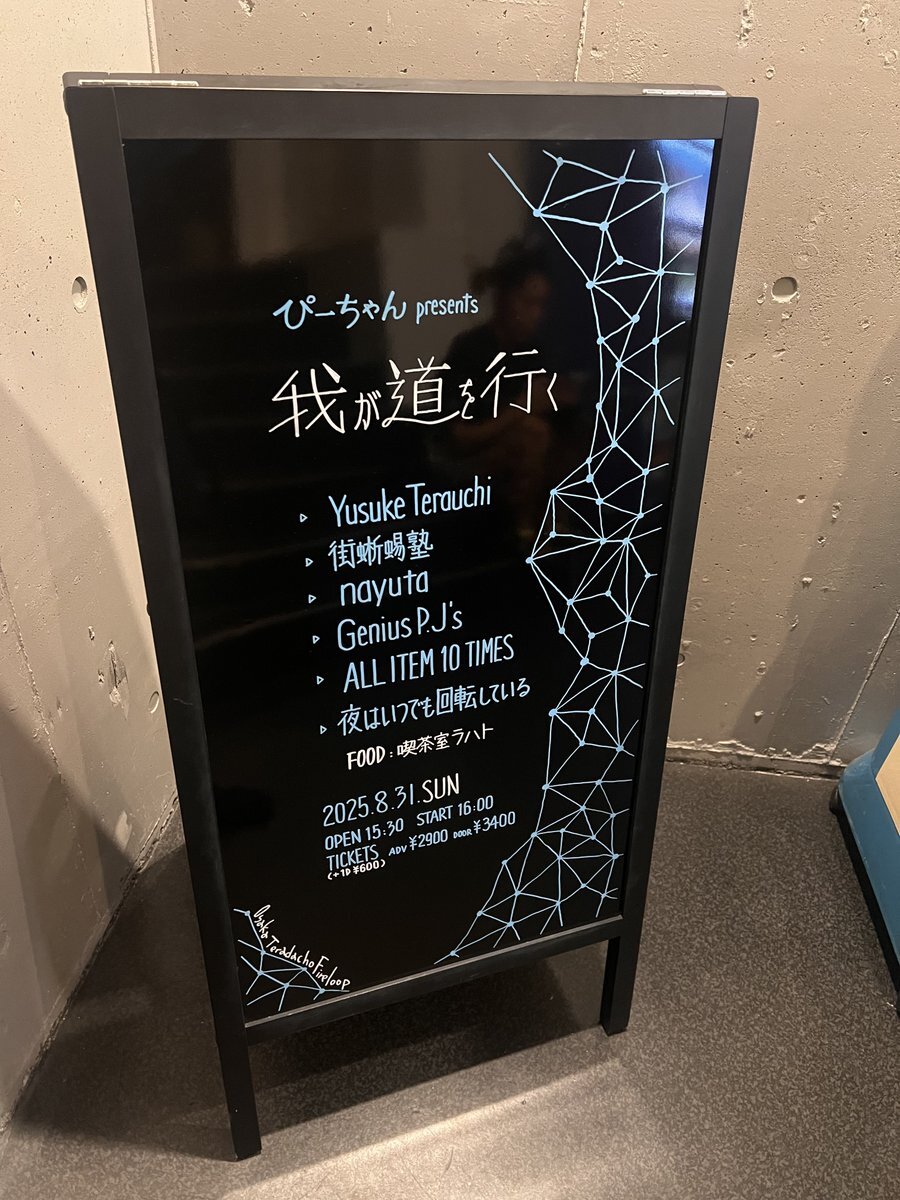 ぴーちゃん presents
我が道を行く
▷ Yusuke Terauchi
▷ 街蜥蜴塾
▷ nayuta
▷ Genius P.J's
▷ ALL ITEM 10 TIMES
▷ 夜はいつでも回転している
FOOD : 喫茶室ラハト
2025.8.31.SUN
OPEN 15:30 START 16:00
TICKETS ADV ¥2900 DOOR ¥3400
(+1D ¥600)
Osaka Teradacho Fireloop